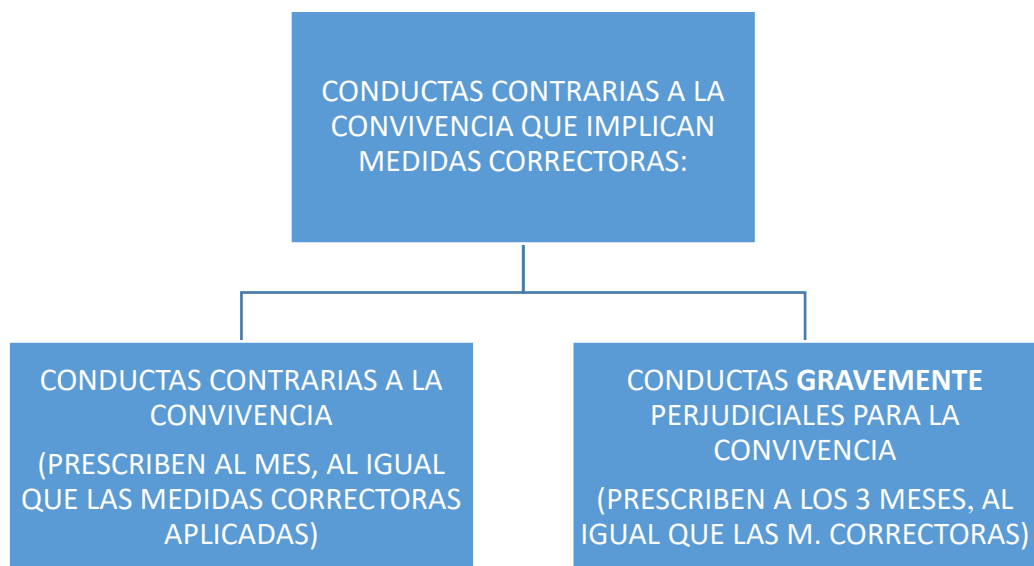 CONDUCTAS CONTRARIAS A LA
CONVIVENCIA QUE IMPLICAN
MEDIDAS CORRECTORAS:
CONDUCTAS CONTRARIAS A LA
CONVIVENCIA
(PRESCRIBEN AL MES, AL IGUAL
QUE LAS MEDIDAS CORRECTORAS
APLICADAS)
CONDUCTAS GRAVEMENTE
PERJUDICIALES PARA LA
CONVIVENCIA
(PRESCRIBEN A LOS 3 MESES, AL
IGUAL QUE LAS M. CORRECTORAS)